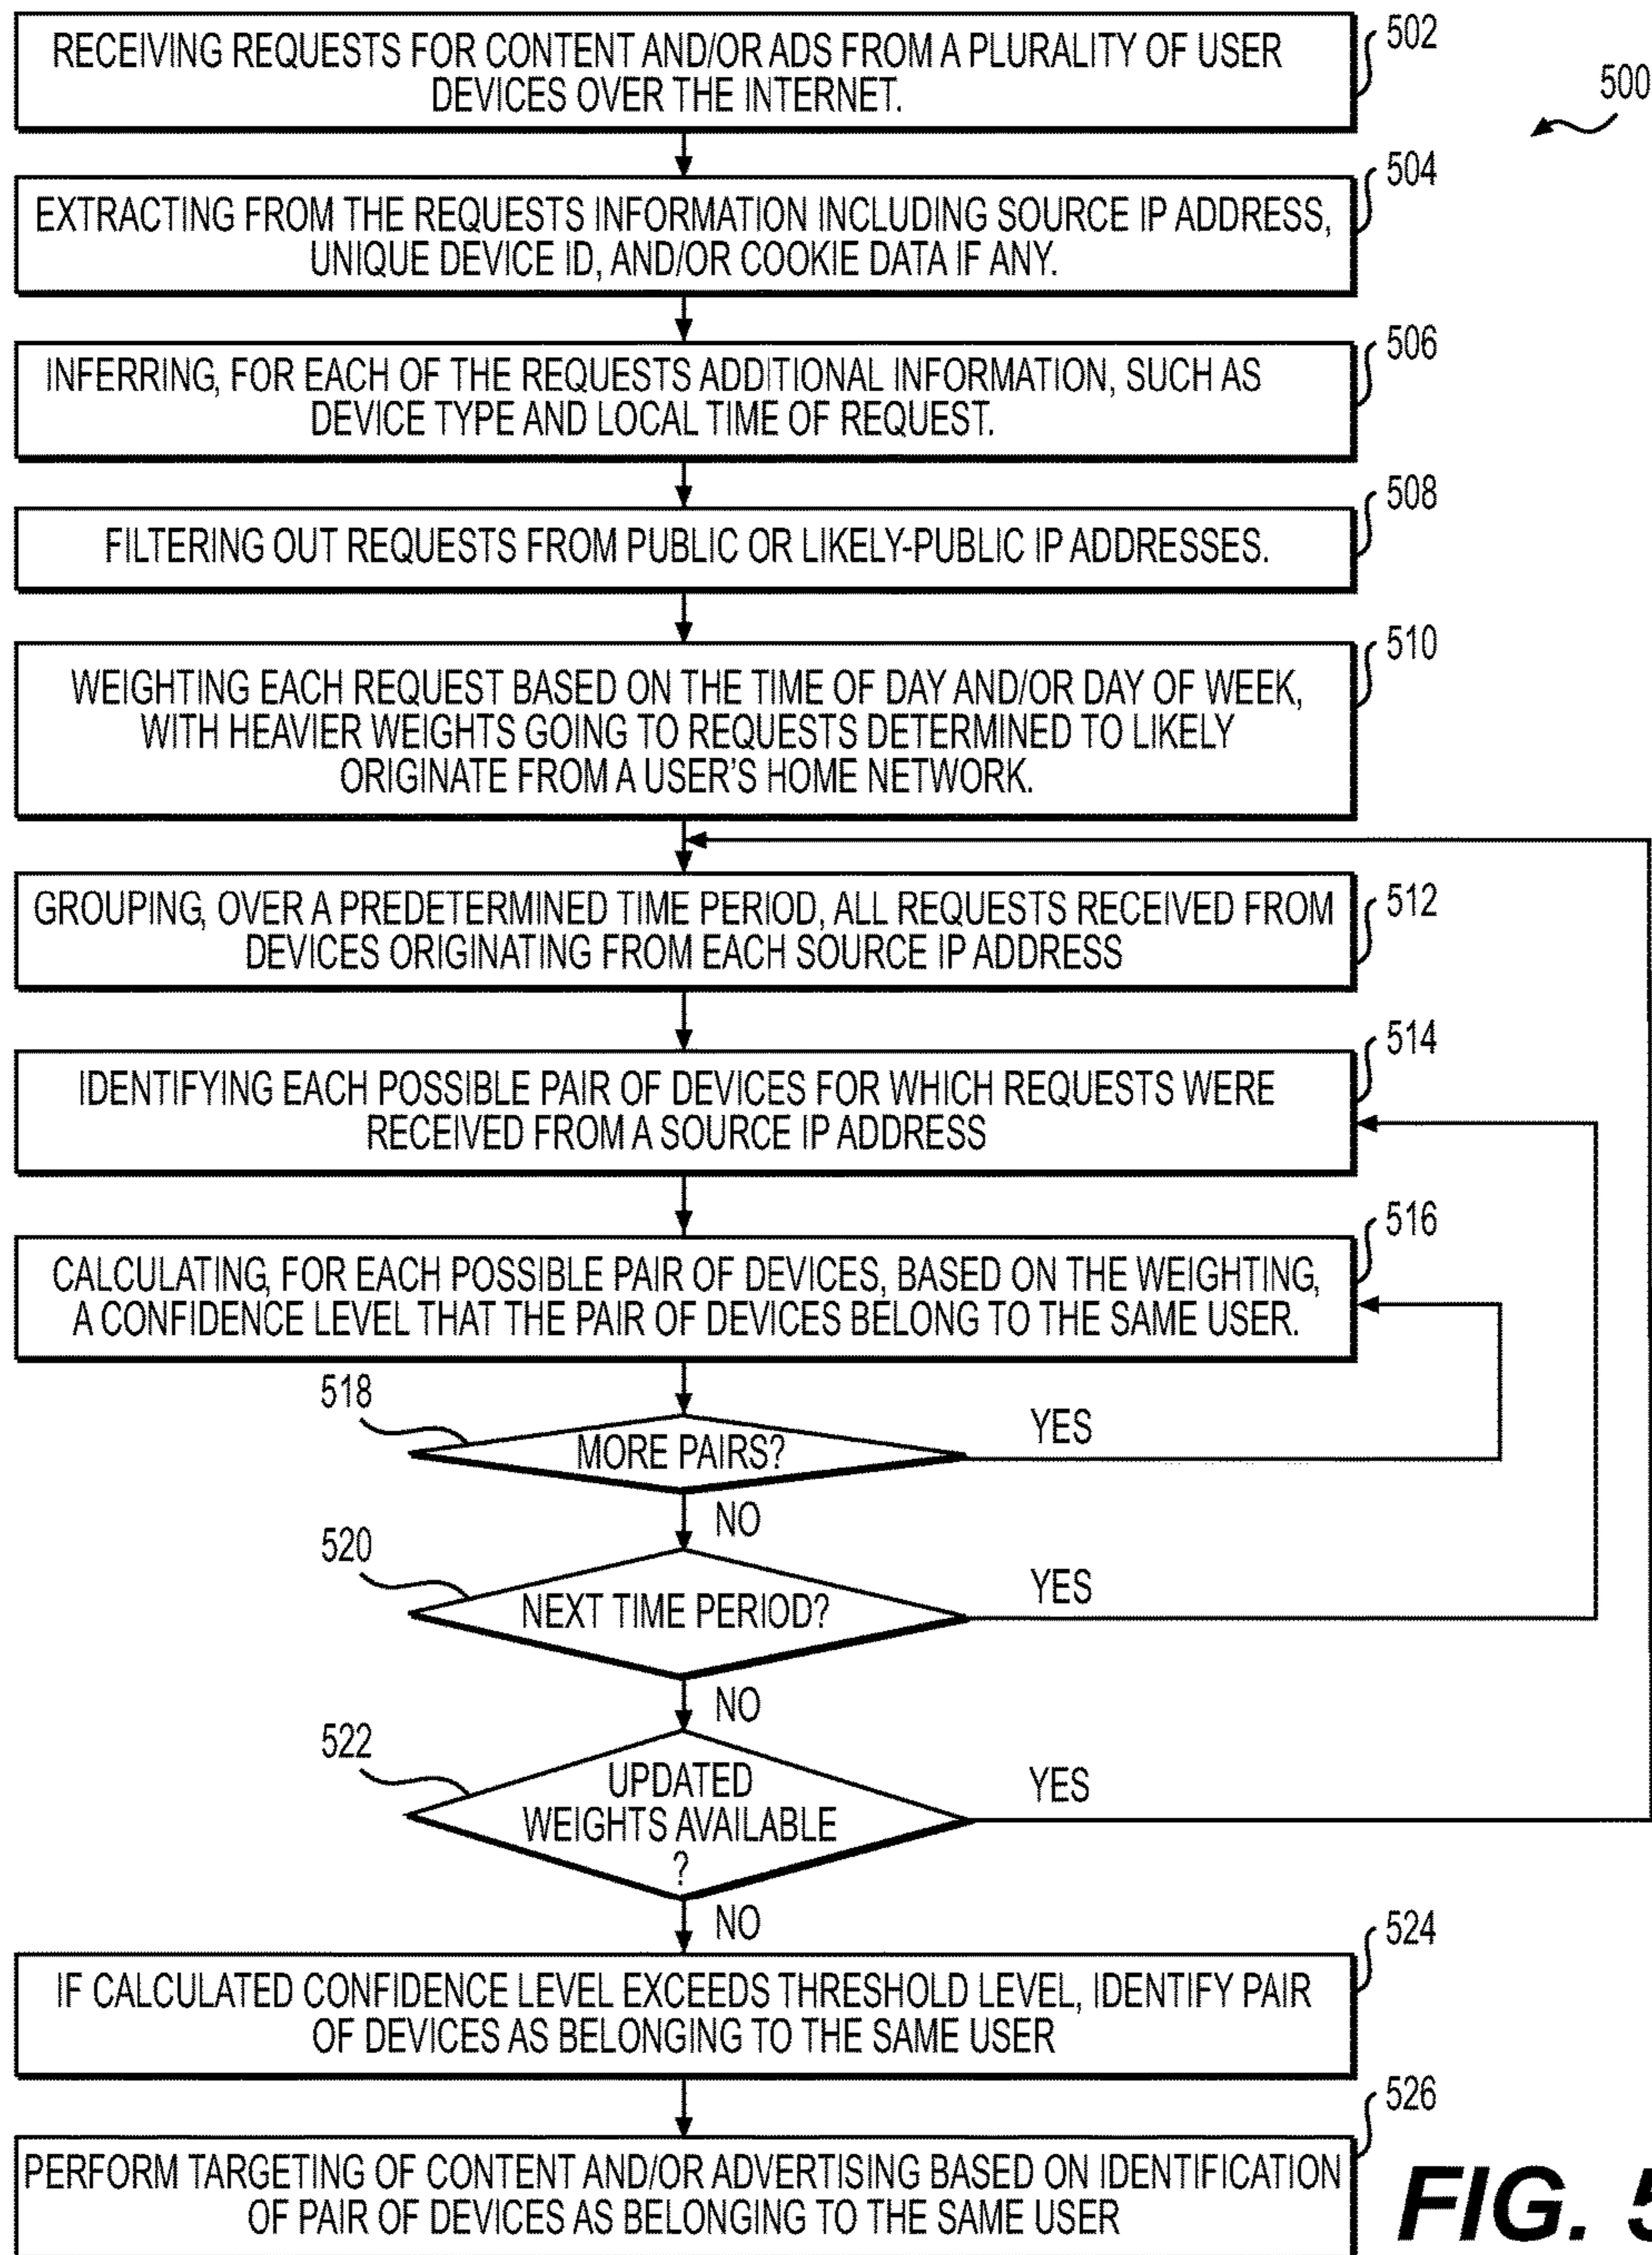 RECEIVING REQUESTS FOR CONTENT AND/OR ADS FROM A PLURALITY OF USER
DEVICES OVER THE INTERNET.
502
500
EXTRACTING FROM THE REQUESTS INFORMATION INCLUDING SOURCE IP ADDRESS,
UNIQUE DEVICE ID, AND/OR COOKIE DATA IF ANY.
504
INFERRING, FOR EACH OF THE REQUESTS ADDITIONAL INFORMATION, SUCH AS
DEVICE TYPE AND LOCAL TIME OF REQUEST.
506
FILTERING OUT REQUESTS FROM PUBLIC OR LIKELY-PUBLIC IP ADDRESSES.
508
WEIGHTING EACH REQUEST BASED ON THE TIME OF DAY AND/OR DAY OF WEEK,
WITH HEAVIER WEIGHTS GOING TO REQUESTS DETERMINED TO LIKELY
ORIGINATE FROM A USER'S HOME NETWORK.
510
GROUPING, OVER A PREDETERMINED TIME PERIOD, ALL REQUESTS RECEIVED FROM
DEVICES ORIGINATING FROM EACH SOURCE IP ADDRESS
512
IDENTIFYING EACH POSSIBLE PAIR OF DEVICES FOR WHICH REQUESTS WERE
RECEIVED FROM A SOURCE IP ADDRESS
514
CALCULATING, FOR EACH POSSIBLE PAIR OF DEVICES, BASED ON THE WEIGHTING,
A CONFIDENCE LEVEL THAT THE PAIR OF DEVICES BELONG TO THE SAME USER.
516
518
MORE PAIRS?
YES
NO
520
NEXT TIME PERIOD?
YES
NO
522
UPDATED
WEIGHTS AVAILABLE
?
YES
NO
IF CALCULATED CONFIDENCE LEVEL EXCEEDS THRESHOLD LEVEL, IDENTIFY PAIR
OF DEVICES AS BELONGING TO THE SAME USER
524
PERFORM TARGETING OF CONTENT AND/OR ADVERTISING BASED ON IDENTIFICATION
OF PAIR OF DEVICES AS BELONGING TO THE SAME USER
526
FIG. 5